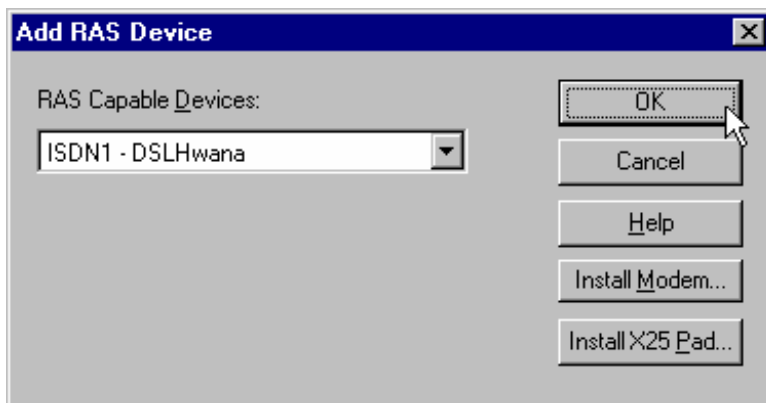 Add RAS Device
RAS Capable Devices:
ISDN1 - DSLHwana
OK
Cancel
Help
Install Modem...
Install X25 Pad...